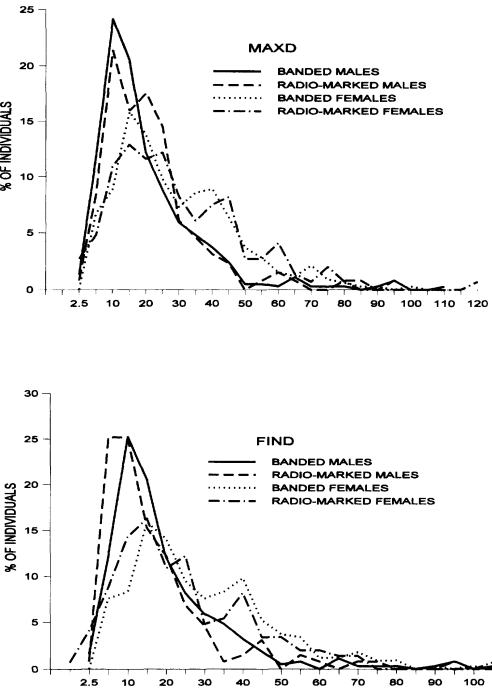 25
MAXD
BANDED MALES
RADIO-MARKED MALES
BANDED FEMALES
RADIO-MARKED FEMALES
20
15
10
5
0
% OF INDIVIDUALS
2.5 10 20 30 40 50 60 70 80 90 100 110 120
30
FIND
BANDED MALES
RADIO-MARKED MALES
BANDED FEMALES
RADIO-MARKED FEMALES
25
20
15
10
5
0
% OF INDIVIDUALS
2.5 10 20 30 40 50 60 70 80 90 100